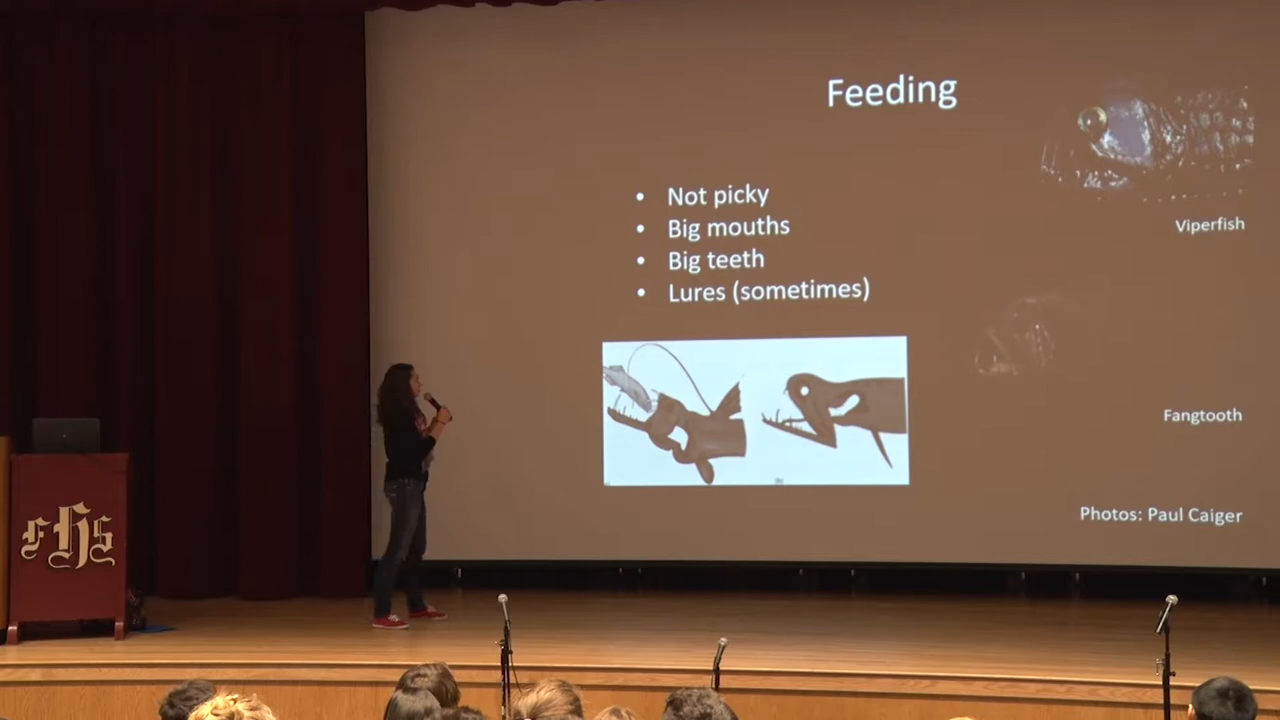 Feeding
• Not picky
• Big mouths
• Big teeth
• Lures (sometimes)
Viperfish
Fangtooth
Photos: Paul Caiger
FHS